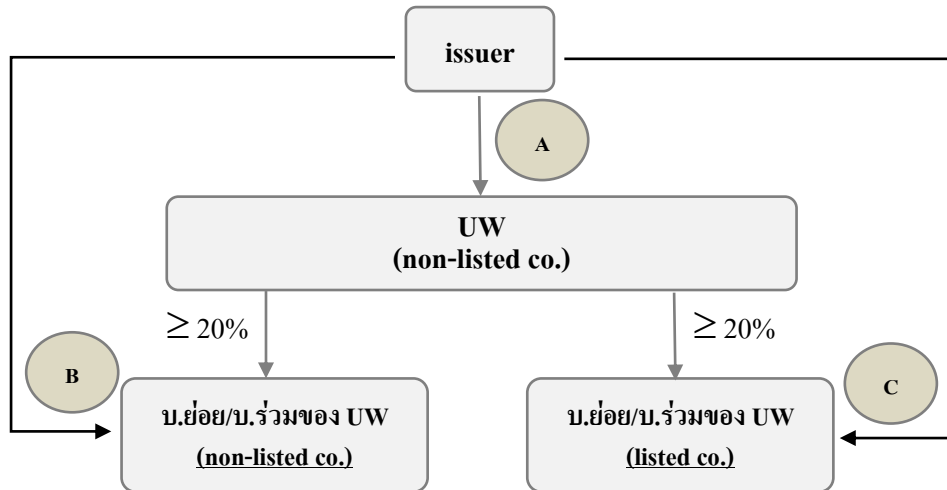 issuer
A
UW
(non-listed co.)
≥ 20%
≥ 20%
B
C
บ.ย่อย/บ.ร่วมของ UW
(non-listed co.)
บ.ย่อย/บ.ร่วมของ UW
(listed co.)